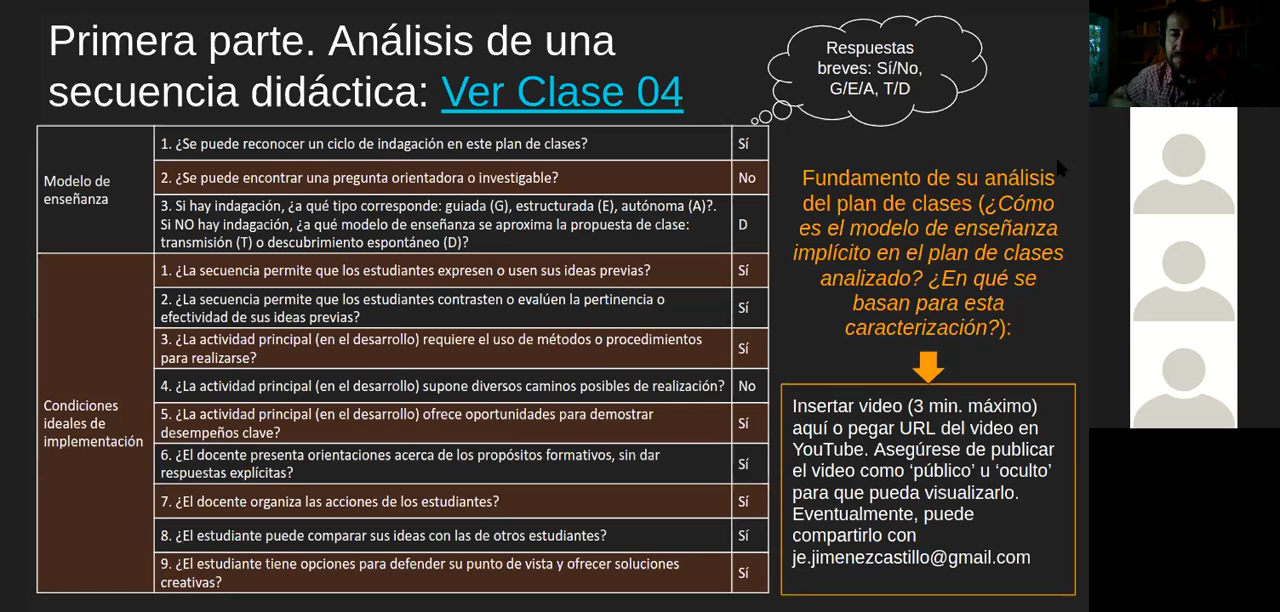 Primera parte. Análisis de una
secuencia didáctica: Ver Clase 04
Respuestas
breves: Sí/No,
G/E/A, T/D
Modelo de
enseñanza
1. ¿Se puede reconocer un ciclo de indagación en este plan de clases?
Sí
2. ¿Se puede encontrar una pregunta orientadora o investigable?
No
3. Si hay indagación, ¿a qué tipo corresponde: guiada (G), estructurada (E), autónoma (A)?.
Si NO hay indagación, ¿a qué modelo de enseñanza se aproxima la propuesta de clase:
transmisión (T) o descubrimiento espontáneo (D)?
D
Condiciones
ideales de
implementación
1. ¿La secuencia permite que los estudiantes expresen o usen sus ideas previas?
Sí
2. ¿La secuencia permite que los estudiantes contrasten o evalúen la pertinencia o
efectividad de sus ideas previas?
Sí
3. ¿La actividad principal (en el desarrollo) requiere el uso de métodos o procedimientos
para realizarse?
Sí
4. ¿La actividad principal (en el desarrollo) supone diversos caminos posibles de realización?
No
5. ¿La actividad principal (en el desarrollo) ofrece oportunidades para demostrar
desempeños clave?
Sí
6. ¿El docente presenta orientaciones acerca de los propósitos formativos, sin dar
respuestas explícitas?
Sí
7. ¿El docente organiza las acciones de los estudiantes?
Sí
8. ¿El estudiante puede comparar sus ideas con las de otros estudiantes?
Sí
9. ¿El estudiante tiene opciones para defender su punto de vista y ofrecer soluciones
creativas?
Sí
Fundamento de su análisis
del plan de clases (¿Cómo
es el modelo de enseñanza
implícito en el plan de clases
analizado? ¿En qué se
basan para esta
caracterización?):
Insertar video (3 min. máximo)
aquí o pegar URL del video en
YouTube. Asegúrese de publicar
el video como ‘público’ u ‘oculto’
para que pueda visualizarlo.
Eventualmente, puede
compartirlo con
je.jimenezcastillo@gmail.com